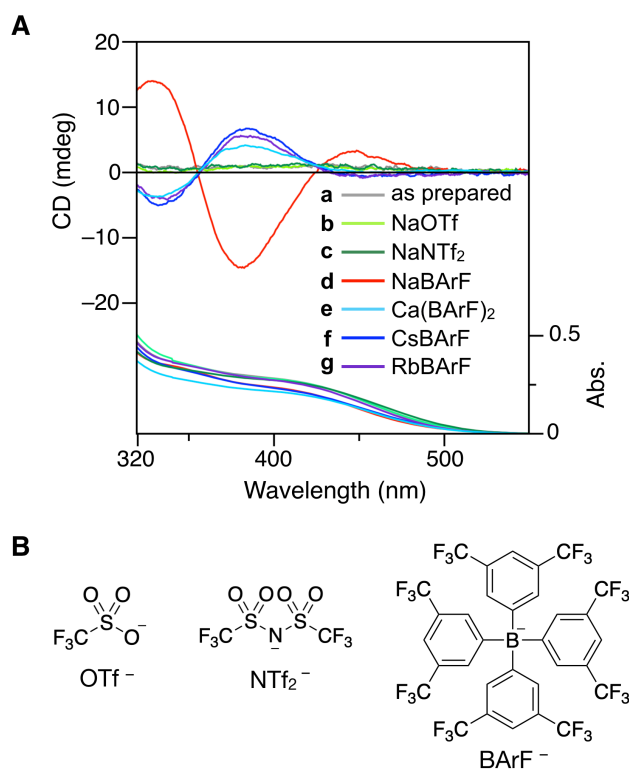 A
20
10
0
−10
−20
CD (mdeg)
a as prepared
b NaOTf
c NaNTf₂
d NaBArF
e Ca(BArF)₂
f CsBArF
g RbBArF
0.5
0
Abs.
320 400 500
Wavelength (nm)
B
O O
S
F₃C O⁻
OTf⁻
O O O O
S S
F₃C N CF₃
−
NTf₂⁻
F₃C CF₃
F₃C CF₃
B⁻
F₃C CF₃
F₃C CF₃
BArF⁻